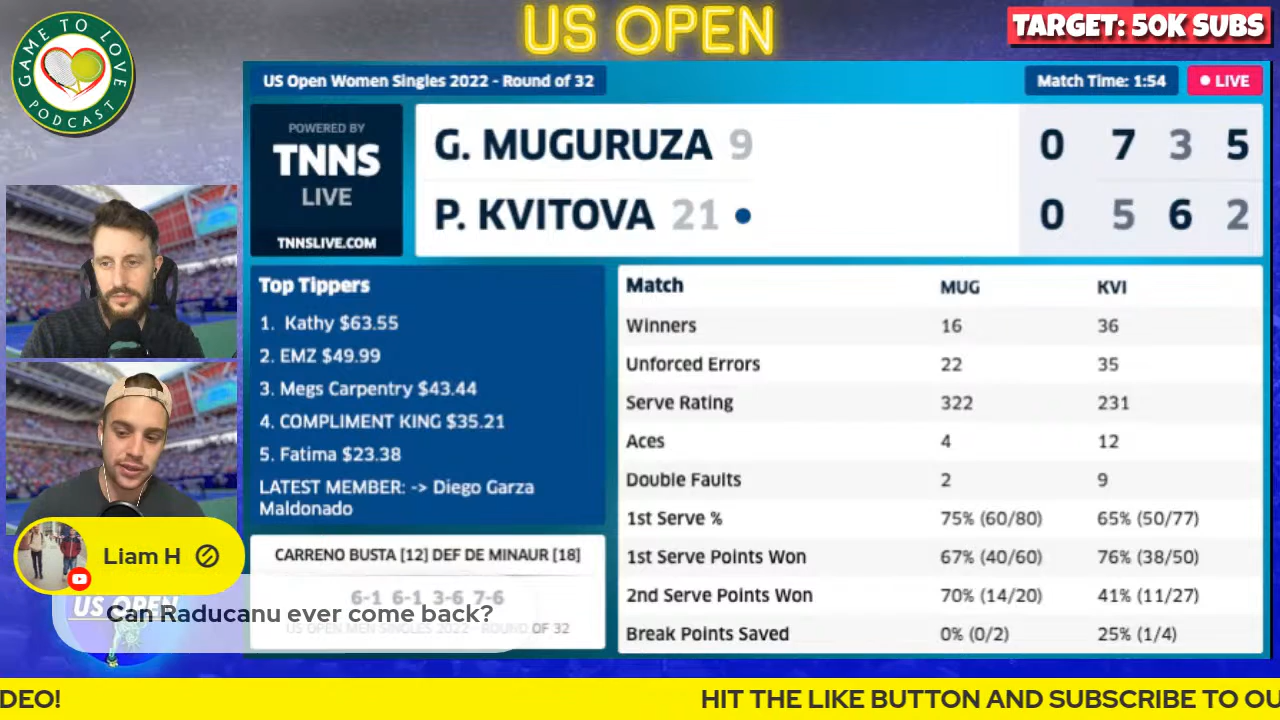 GAME TO LOVE
PODCAST
US OPEN
TARGET: 50K SUBS
US Open Women Singles 2022 - Round of 32
Match Time: 1:54
LIVE
POWERED BY
TNNS
LIVE
TNNSLIVE.COM
G. MUGURUZA 9 0 7 3 5
P. KVITOVA 21 0 5 6 2
Top Tippers
1. Kathy $63.55
2. EMZ $49.99
3. Megs Carpentry $43.44
4. COMPLIMENT KING $35.21
5. Fatima $23.38
LATEST MEMBER: -> Diego Garza
Maldonado
CARRENO BUSTA [12] DEF DE MINAUR [18]
6-1 6-1 3-6 7-6
US OPEN MEN SINGLES 2022 - ROUND OF 32
Match MUG KVI
Winners 16 36
Unforced Errors 22 35
Serve Rating 322 231
Aces 4 12
Double Faults 2 9
1st Serve % 75% (60/80) 65% (50/77)
1st Serve Points Won 67% (40/60) 76% (38/50)
2nd Serve Points Won 70% (14/20) 41% (11/27)
Break Points Saved 0% (0/2) 25% (1/4)
Liam H
US OPEN
Can Raducanu ever come back?
DEO! HIT THE LIKE BUTTON AND SUBSCRIBE TO OU